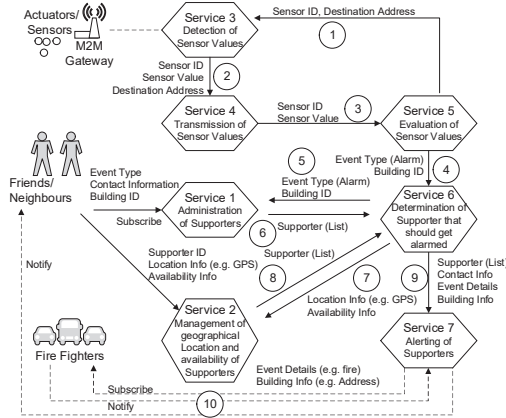 Actuators/
Sensors
M2M
Gateway
Service 3
Detection of
Sensor Values
Sensor ID, Destination Address
1
Sensor ID
Sensor Value
Destination Address
2
Service 4
Transmission of
Sensor Values
Sensor ID
Sensor Value
3
Service 5
Evaluation of
Sensor Values
Event Type (Alarm)
Building ID
4
Friends/
Neighbours
Event Type
Contact Information
Building ID
Subscribe
Service 1
Administration
of Supporters
5
Event Type (Alarm)
Building ID
6
Supporter (List)
Service 6
Determination of
Supporter that
should get
alarmed
Notify
Supporter ID
Location Info (e.g. GPS)
Availability Info
Supporter (List)
8
7
Location Info (e.g. GPS)
Availability Info
9
Supporter (List)
Contact Info
Event Details
Building Info
Service 2
Management of
geographical
Location and
availability of
Supporters
Service 7
Alerting of
Supporters
Fire Fighters
Event Details (e.g. fire)
Building Info (e.g. Address)
Subscribe
Notify
10